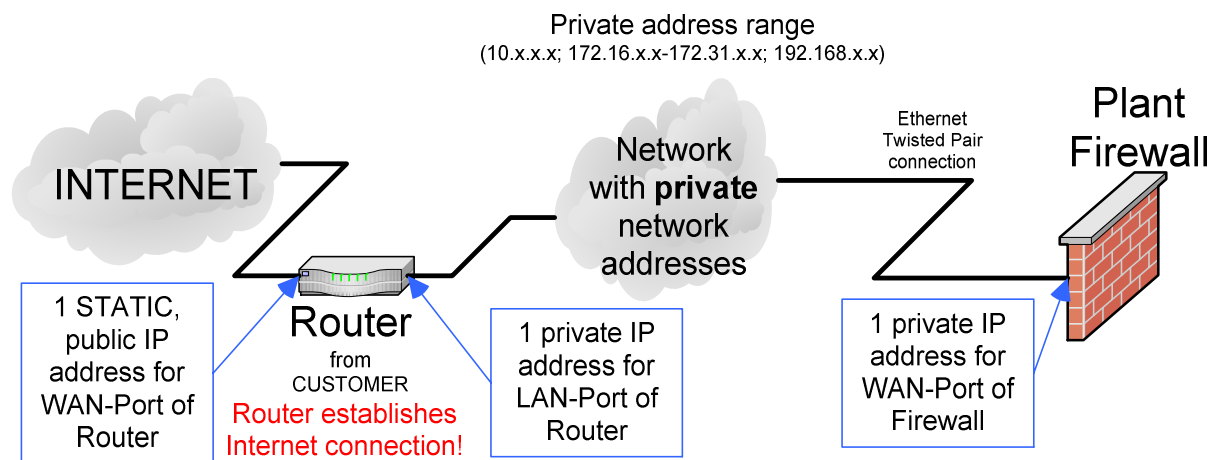 Private address range
(10.x.x.x; 172.16.x.x-172.31.x.x; 192.168.x.x)
INTERNET
Network
with private
network
addresses
Ethernet
Twisted Pair
connection
Plant
Firewall
1 STATIC,
public IP
address for
WAN-Port of
Router
Router
from
CUSTOMER
Router establishes
Internet connection!
1 private IP
address for
LAN-Port of
Router
1 private IP
address for
WAN-Port of
Firewall